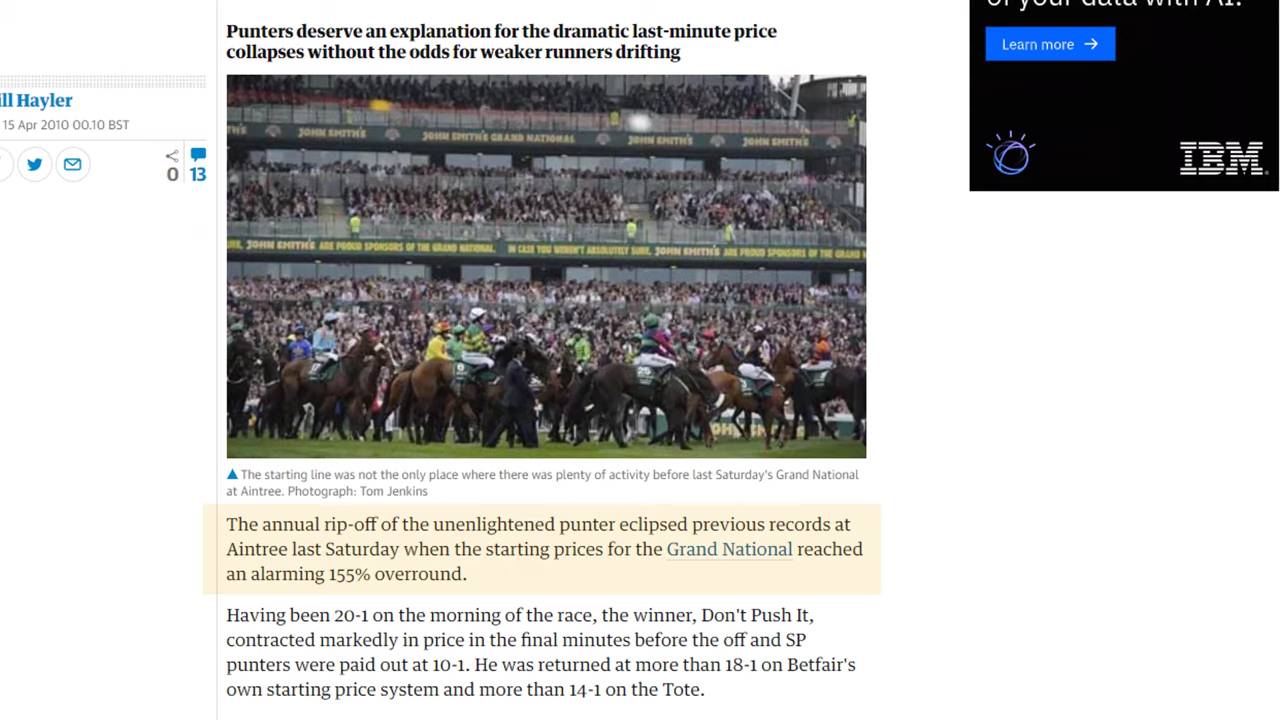 of your data with AI.
Learn more →
IBM
Punters deserve an explanation for the dramatic last-minute price
collapses without the odds for weaker runners drifting
ill Hayler
15 Apr 2010 00.10 BST
0
13
JOHN SMITH'S
JOHN SMITH'S GRAND NATIONAL
JOHN SMITH'S
JOHN SMITH'S ARE PROUD SPONSORS OF THE GRAND NATIONAL. IN CASE YOU WEREN'T ABSOLUTELY SURE, JOHN SMITH'S ARE PROUD SPONSORS OF THE GRAND
The starting line was not the only place where there was plenty of activity before last Saturday's Grand National
at Aintree. Photograph: Tom Jenkins
The annual rip-off of the unenlightened punter eclipsed previous records at
Aintree last Saturday when the starting prices for the Grand National reached
an alarming 155% overround.
Having been 20-1 on the morning of the race, the winner, Don't Push It,
contracted markedly in price in the final minutes before the off and SP
punters were paid out at 10-1. He was returned at more than 18-1 on Betfair's
own starting price system and more than 14-1 on the Tote.